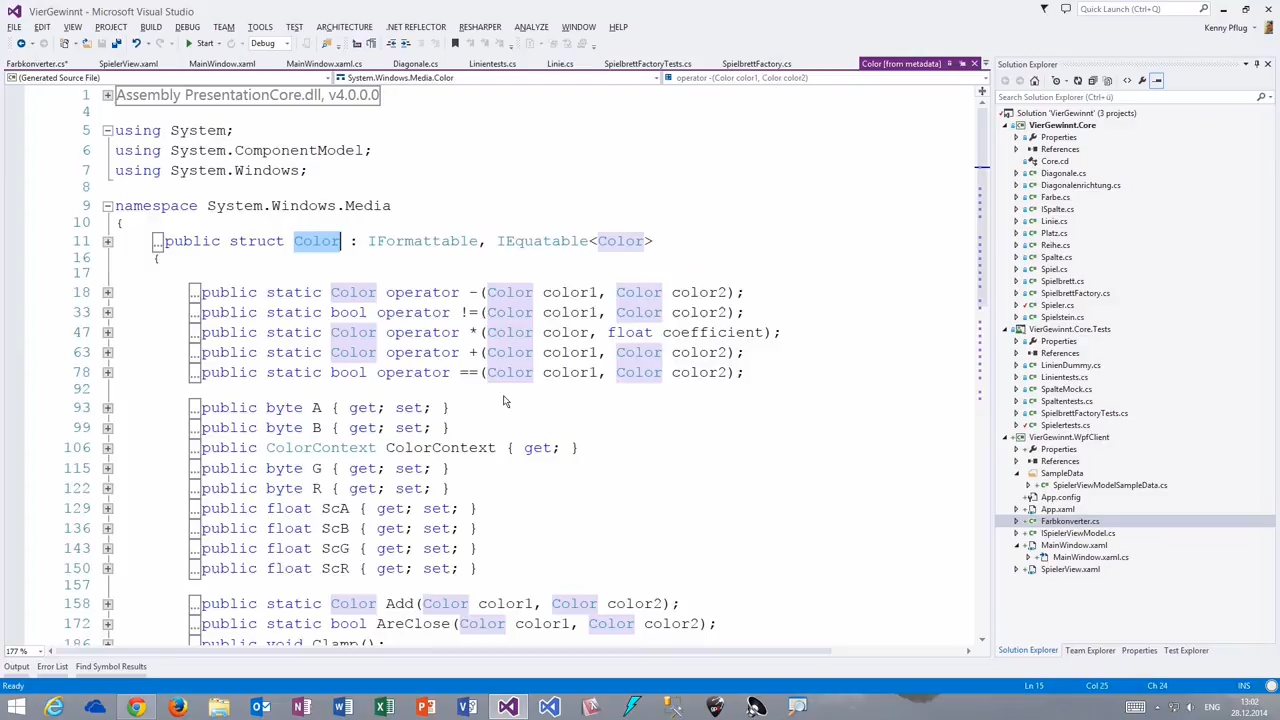 VierGewinnt - Microsoft Visual Studio
Quick Launch (Ctrl+Q)
FILE EDIT VIEW PROJECT BUILD DEBUG TEAM TOOLS TEST ARCHITECTURE .NET REFLECTOR RESHARPER ANALYZE WINDOW HELP
Kenny Pflug
Start Debug
Farbkonverter.cs* SpielerView.xaml MainWindow.xaml MainWindow.xaml.cs Diagonale.cs Linientests.cs Linie.cs SpielbrettFactoryTests.cs SpielbrettFactory.cs Color [from metadata]
(Generated Source File) System.Windows.Media.Color operator -(Color color1, Color color2)
1 Assembly PresentationCore.dll, v4.0.0.0
4
5 using System;
6 using System.ComponentModel;
7 using System.Windows;
8
9 namespace System.Windows.Media
10 {
11 ...public struct Color : IFormattable, IEquatable<Color>
16 {
17
18 ...public static Color operator -(Color color1, Color color2);
33 ...public static bool operator !=(Color color1, Color color2);
47 ...public static Color operator *(Color color, float coefficient);
63 ...public static Color operator +(Color color1, Color color2);
78 ...public static bool operator ==(Color color1, Color color2);
92
93 ...public byte A { get; set; }
99 ...public byte B { get; set; }
106 ...public ColorContext ColorContext { get; }
115 ...public byte G { get; set; }
122 ...public byte R { get; set; }
129 ...public float ScA { get; set; }
136 ...public float ScB { get; set; }
143 ...public float ScG { get; set; }
150 ...public float ScR { get; set; }
157
158 ...public static Color Add(Color color1, Color color2);
172 ...public static bool AreClose(Color color1, Color color2);
186 ...public void Clamp();
177 %
Solution Explorer
Search Solution Explorer (Ctrl+ü)
Solution 'VierGewinnt' (3 projects)
VierGewinnt.Core
Properties
References
Core.cd
Diagonale.cs
Diagonalenrichtung.cs
Farbe.cs
ISpalte.cs
Linie.cs
Platz.cs
Reihe.cs
Spalte.cs
Spiel.cs
Spielbrett.cs
SpielbrettFactory.cs
Spieler.cs
Spielstein.cs
VierGewinnt.Core.Tests
Properties
References
LinienDummy.cs
Linientests.cs
SpalteMock.cs
Spaltentests.cs
SpielbrettFactoryTests.cs
Spielertests.cs
VierGewinnt.WpfClient
Properties
References
SampleData
SpielerViewModelSampleData.cs
App.config
App.xaml
Farbkonverter.cs
ISpielerViewModel.cs
MainWindow.xaml
MainWindow.xaml.cs
SpielerView.xaml
Solution Explorer Team Explorer Properties Test Explorer
Output Error List Find Symbol Results
Ready Ln 15 Col 25 Ch 24 INS
ENG 13:02
28.12.2014